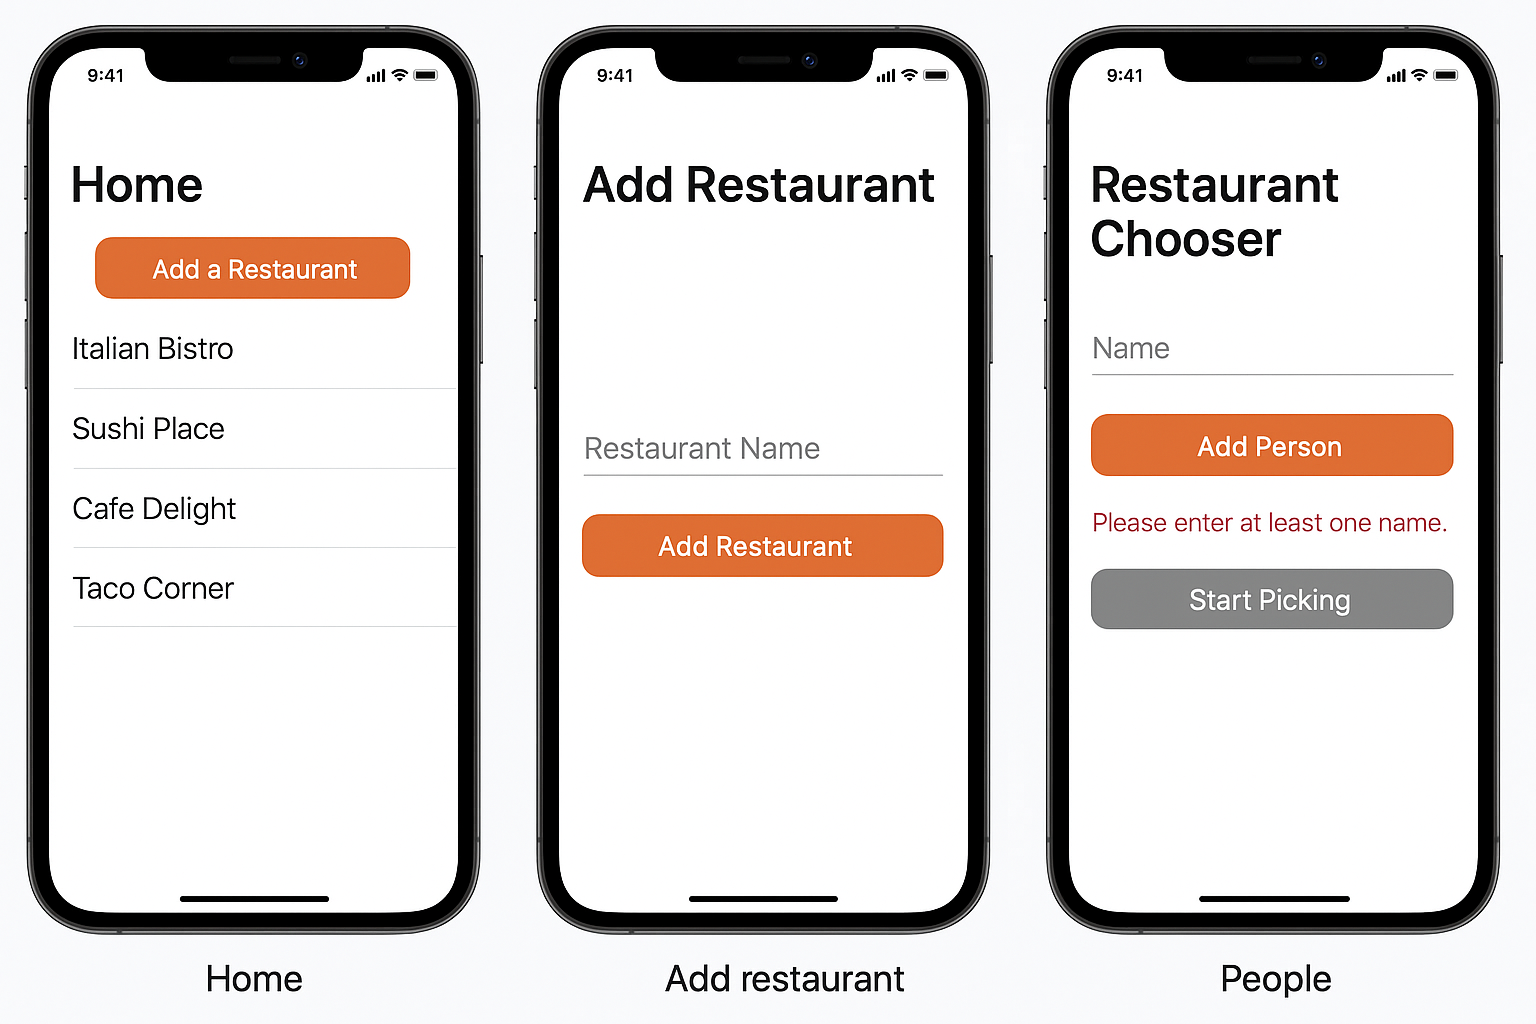 9:41
Home
Add a Restaurant
Italian Bistro
Sushi Place
Cafe Delight
Taco Corner
Home
9:41
Add Restaurant
Restaurant Name
Add Restaurant
Add restaurant
9:41
Restaurant
Chooser
Name
Add Person
Please enter at least one name.
Start Picking
People